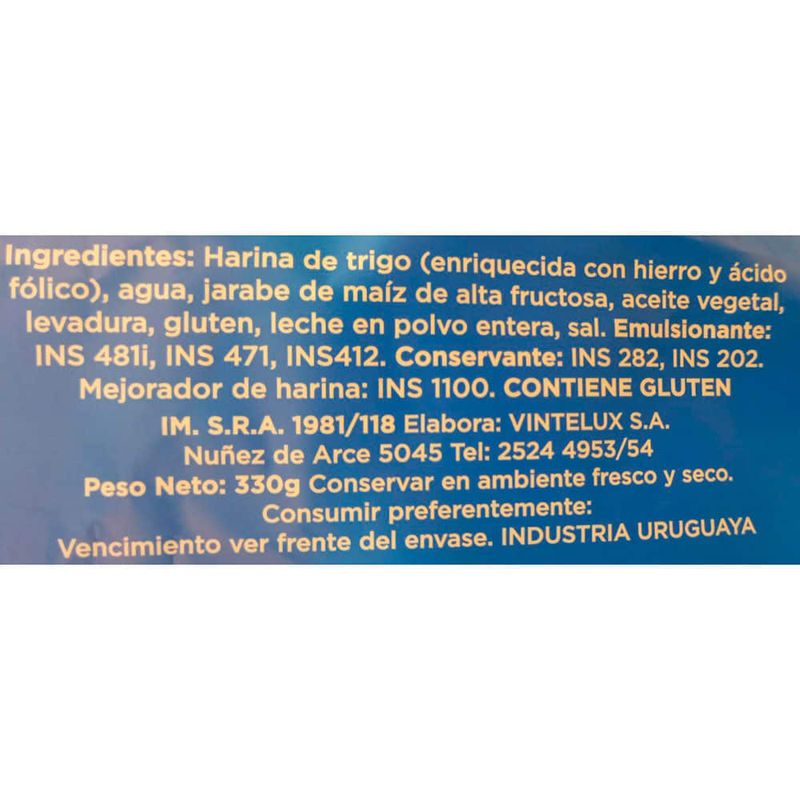 Ingredientes: Harina de trigo (enriquecida con hierro y ácido
fólico), agua, jarabe de maíz de alta fructosa, aceite vegetal,
levadura, gluten, leche en polvo entera, sal. Emulsionante:
INS 481i, INS 471, INS412. Conservante: INS 282, INS 202.
Mejorador de harina: INS 1100. CONTIENE GLUTEN
IM. S.R.A. 1981/118 Elabora: VINTELUX S.A.
Nuñez de Arce 5045 Tel: 2524 4953/54
Peso Neto: 330g Conservar en ambiente fresco y seco.
Consumir preferentemente:
Vencimiento ver frente del envase. INDUSTRIA URUGUAYA